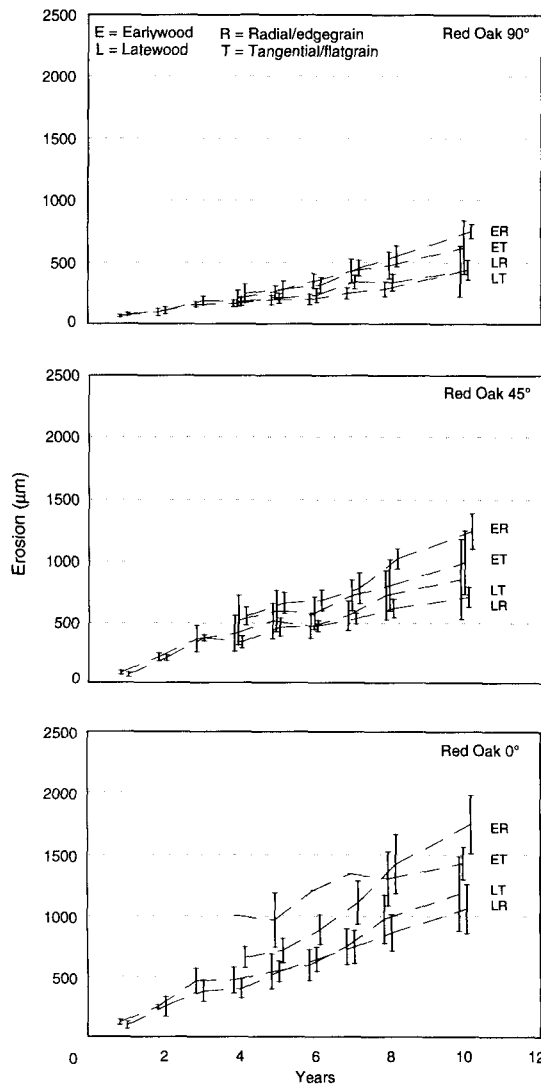 E = Earlywood R = Radial/edgegrain Red Oak 90°
L = Latewood T = Tangential/flatgrain
2500
2000
1500
1000
500
0
ER
ET
LR
LT
2500
2000
1500
1000
500
0
Red Oak 45°
ER
ET
LT
LR
Erosion (μm)
2500
2000
1500
1000
500
0
Red Oak 0°
ER
ET
LT
LR
2 4 6 8 10 12
Years